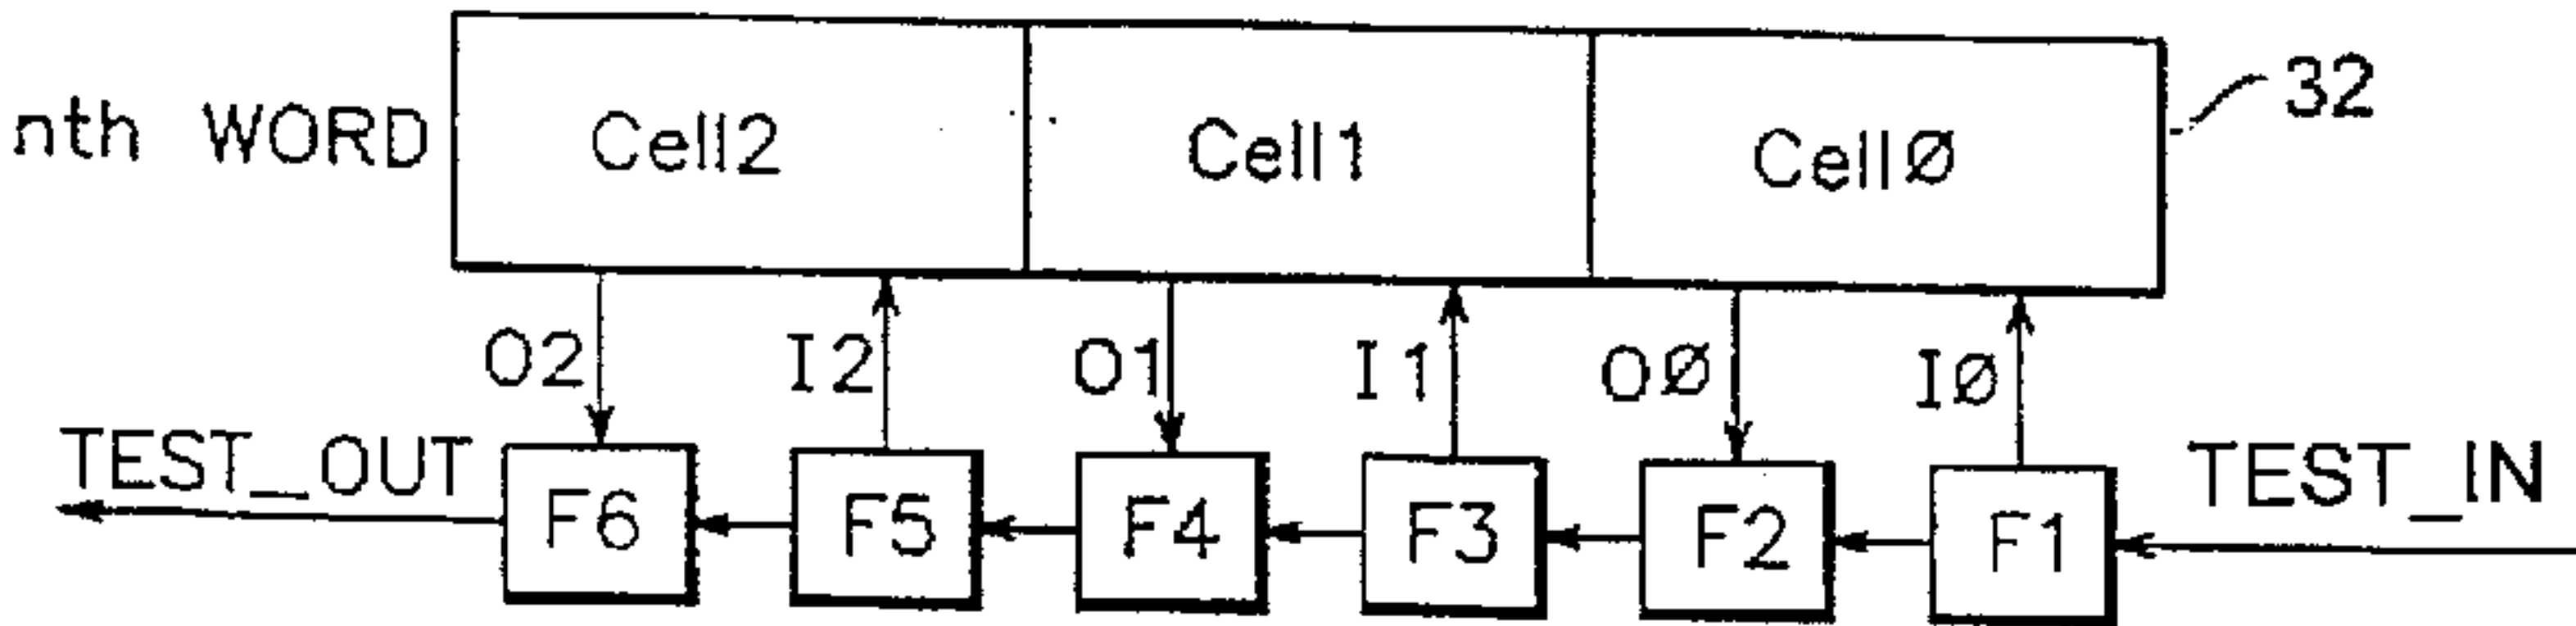 nth WORD Cell2 Cell1 CellØ 32
O2 I2 O1 I1 OØ IØ
TEST_OUT F6 F5 F4 F3 F2 F1 TEST_IN